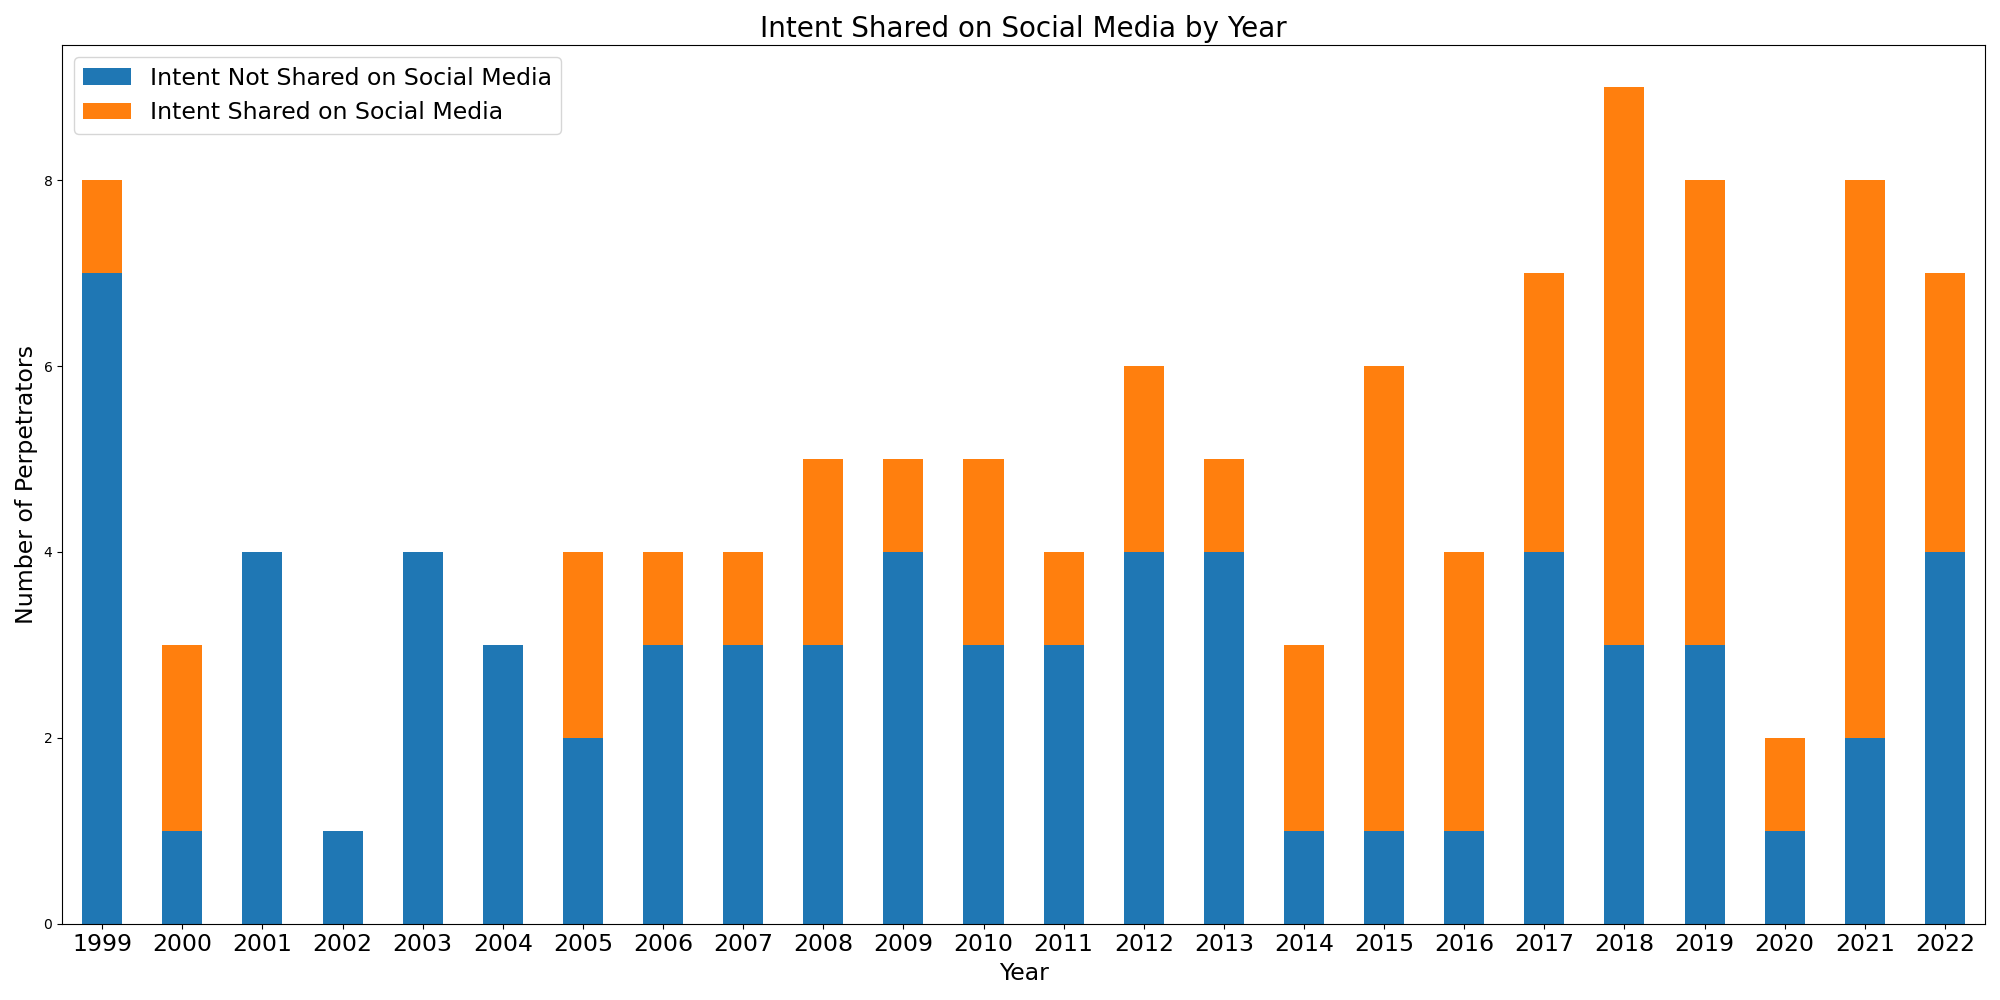 Intent Shared on Social Media by Year
Intent Not Shared on Social Media
Intent Shared on Social Media
Number of Perpetrators
8
6
4
2
0
1999 2000 2001 2002 2003 2004 2005 2006 2007 2008 2009 2010 2011 2012 2013 2014 2015 2016 2017 2018 2019 2020 2021 2022
Year